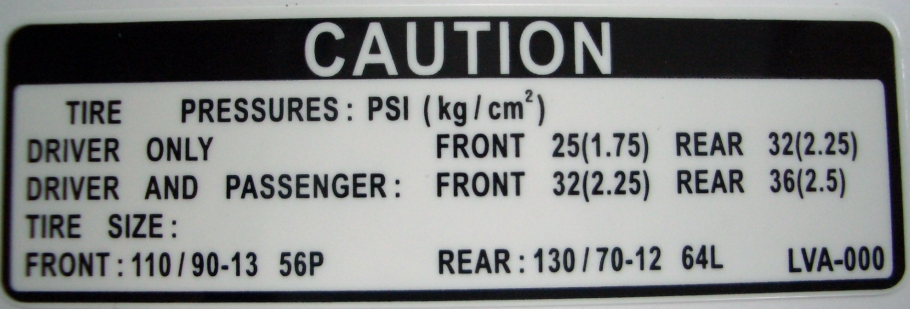 CAUTION
TIRE PRESSURES: PSI (kg/cm²)
DRIVER ONLY FRONT 25(1.75) REAR 32(2.25)
DRIVER AND PASSENGER: FRONT 32(2.25) REAR 36(2.5)
TIRE SIZE:
FRONT: 110/90-13 56P REAR: 130/70-12 64L LVA-000